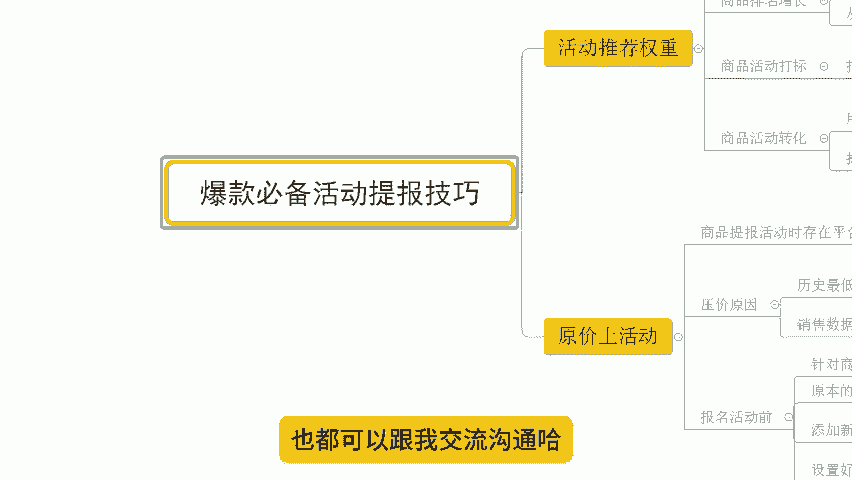 商品排名增长
活动推荐权重
商品活动打标
商品活动转化
爆款必备活动提报技巧
商品提报活动时存在平台
历史最低
压价原因
销售数据
原价上活动
针对商
原本的
报名活动前
添加新
设置好
也都可以跟我交流沟通哈